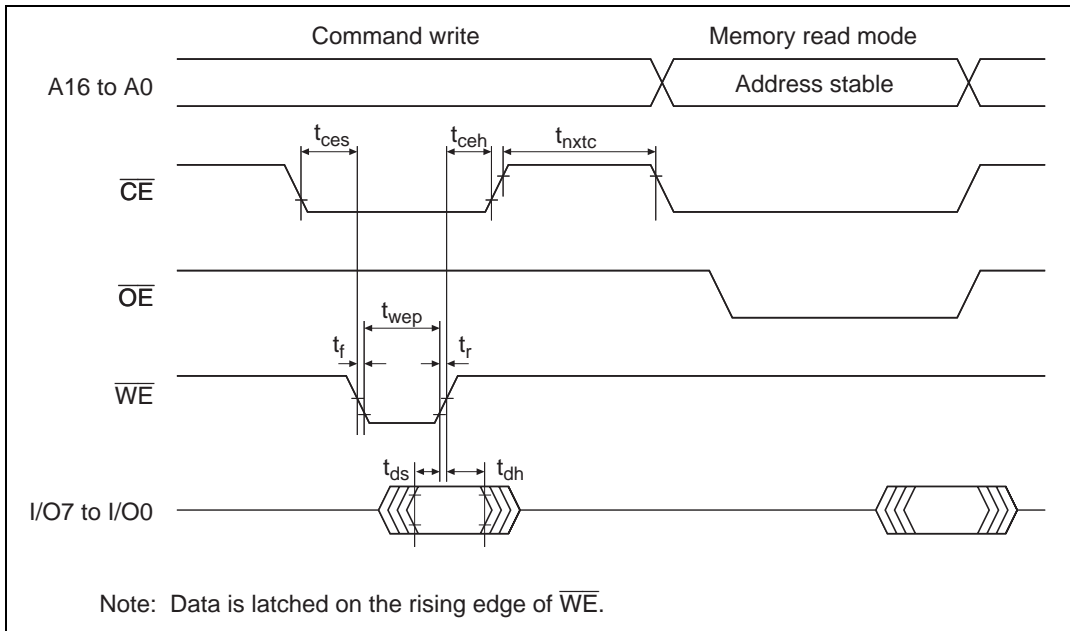 Command write Memory read mode
A16 to A0 Address stable
tces tceh tnxtc
CE
OE
twep
tf tr
WE
tds tdh
I/O7 to I/O0
Note: Data is latched on the rising edge of WE.